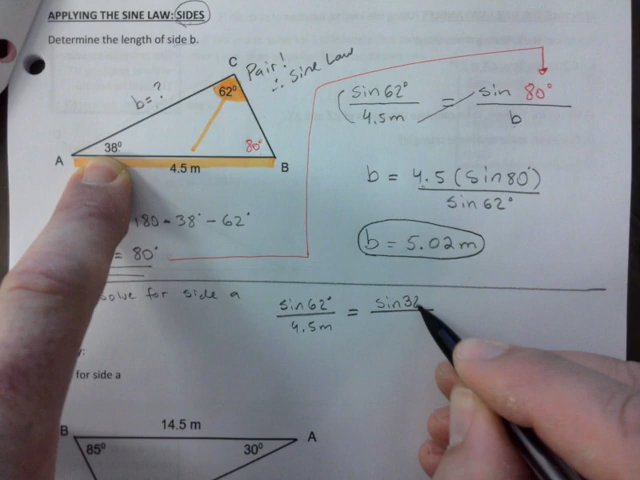 APPLYING THE SINE LAW: SIDES
Determine the length of side b.
C
Pair!
∴ Sine Law
b=?
62°
38°
80°
A
B
4.5 m
sin 62° / 4.5m = sin 80° / b
180 - 38° - 62°
= 80°
b = 4.5 (sin 80°) / sin 62°
b = 5.02 m
solve for side a
sin 62° / 4.5m = sin 38
for side a
B
14.5 m
A
85°
30°